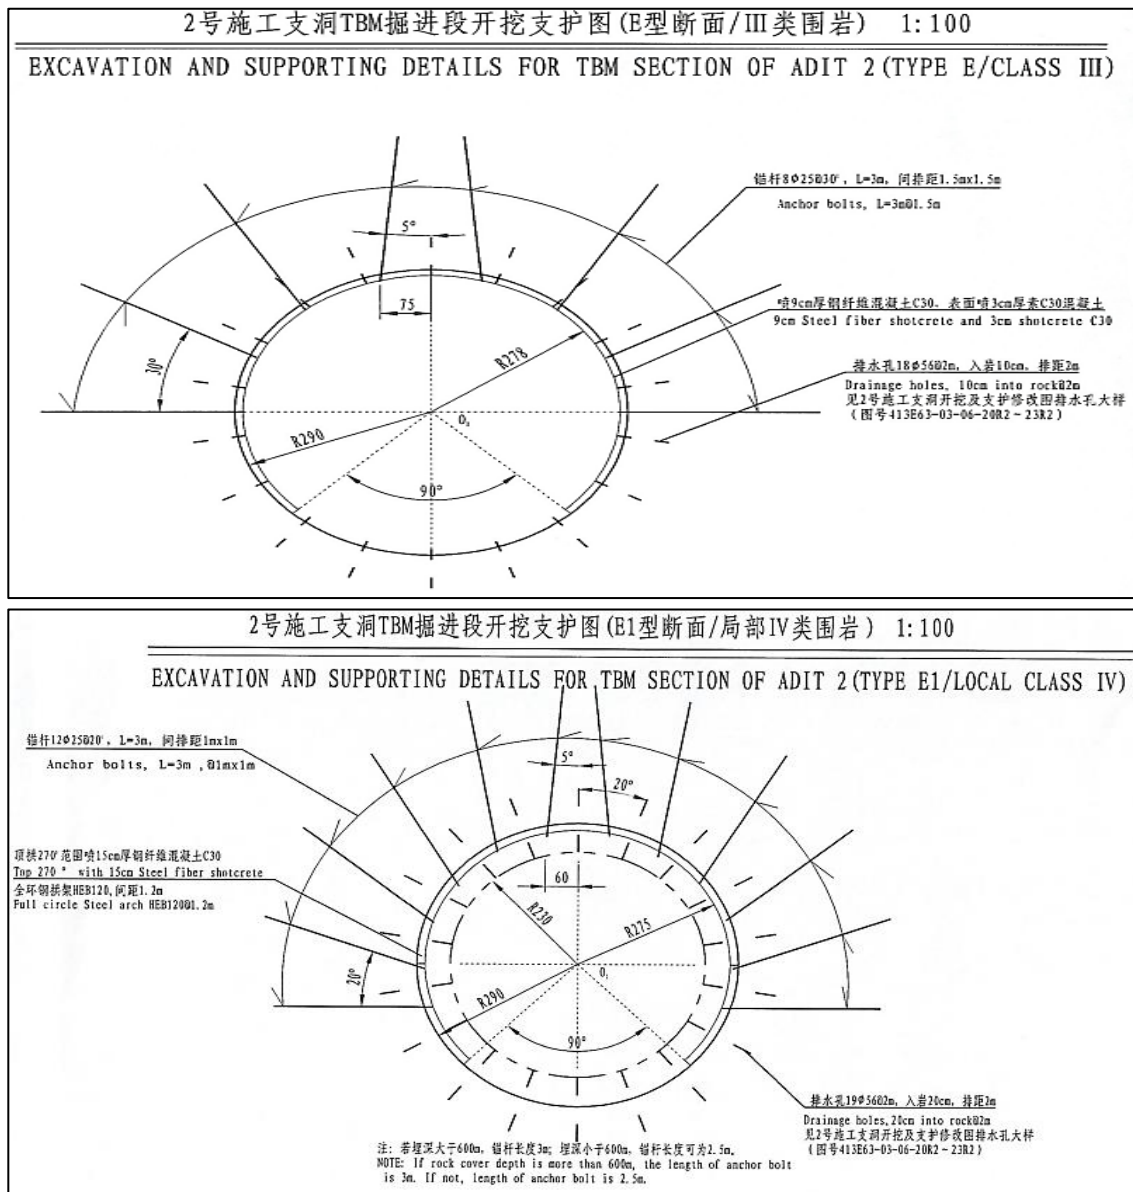 2号施工支洞TBM掘进段开挖支护图(E型断面/III类围岩) 1:100
EXCAVATION AND SUPPORTING DETAILS FOR TBM SECTION OF ADIT 2(TYPE E/CLASS III)
锚杆8Φ25@30°, L=3m, 间排距1.5mx1.5m
Anchor bolts, L=3m@1.5m
5°
75
喷9cm厚钢纤维混凝土C30、表面喷3cm厚素C30混凝土
9cm Steel fiber shotcrete and 3cm shotcrete C30
R278
30°
排水孔18Φ56@2m, 入岩10cm, 排距2m
Drainage holes, 10cm into rock@2m
见2号施工支洞开挖及支护修改图排水孔大样
(图号413E63-03-06-20R2~23R2)
R290
90°
2号施工支洞TBM掘进段开挖支护图(E1型断面/局部IV类围岩) 1:100
EXCAVATION AND SUPPORTING DETAILS FOR TBM SECTION OF ADIT 2(TYPE E1/LOCAL CLASS IV)
锚杆12Φ25@20°, L=3m, 间排距1mx1m
Anchor bolts, L=3m ,@1mx1m
5°
20°
顶拱270°范围喷15cm厚钢纤维混凝土C30
Top 270 ° with 15cm Steel fiber shotcrete
全环钢拱架HEB120,间距1.2m
Full circle Steel arch HEB120@1.2m
60
R230
R275
20°
R290
90°
排水孔19Φ56@2m, 入岩20cm, 排距2m
Drainage holes,20cm into rock@2m
见2号施工支洞开挖及支护修改图排水孔大样
(图号413E63-03-06-20R2~23R2)
注: 若埋深大于600m, 锚杆长度3m; 埋深小于600m, 锚杆长度可为2.5m。
NOTE: If rock cover depth is more than 600m, the length of anchor bolt
is 3m. If not, length of anchor bolt is 2.5m.